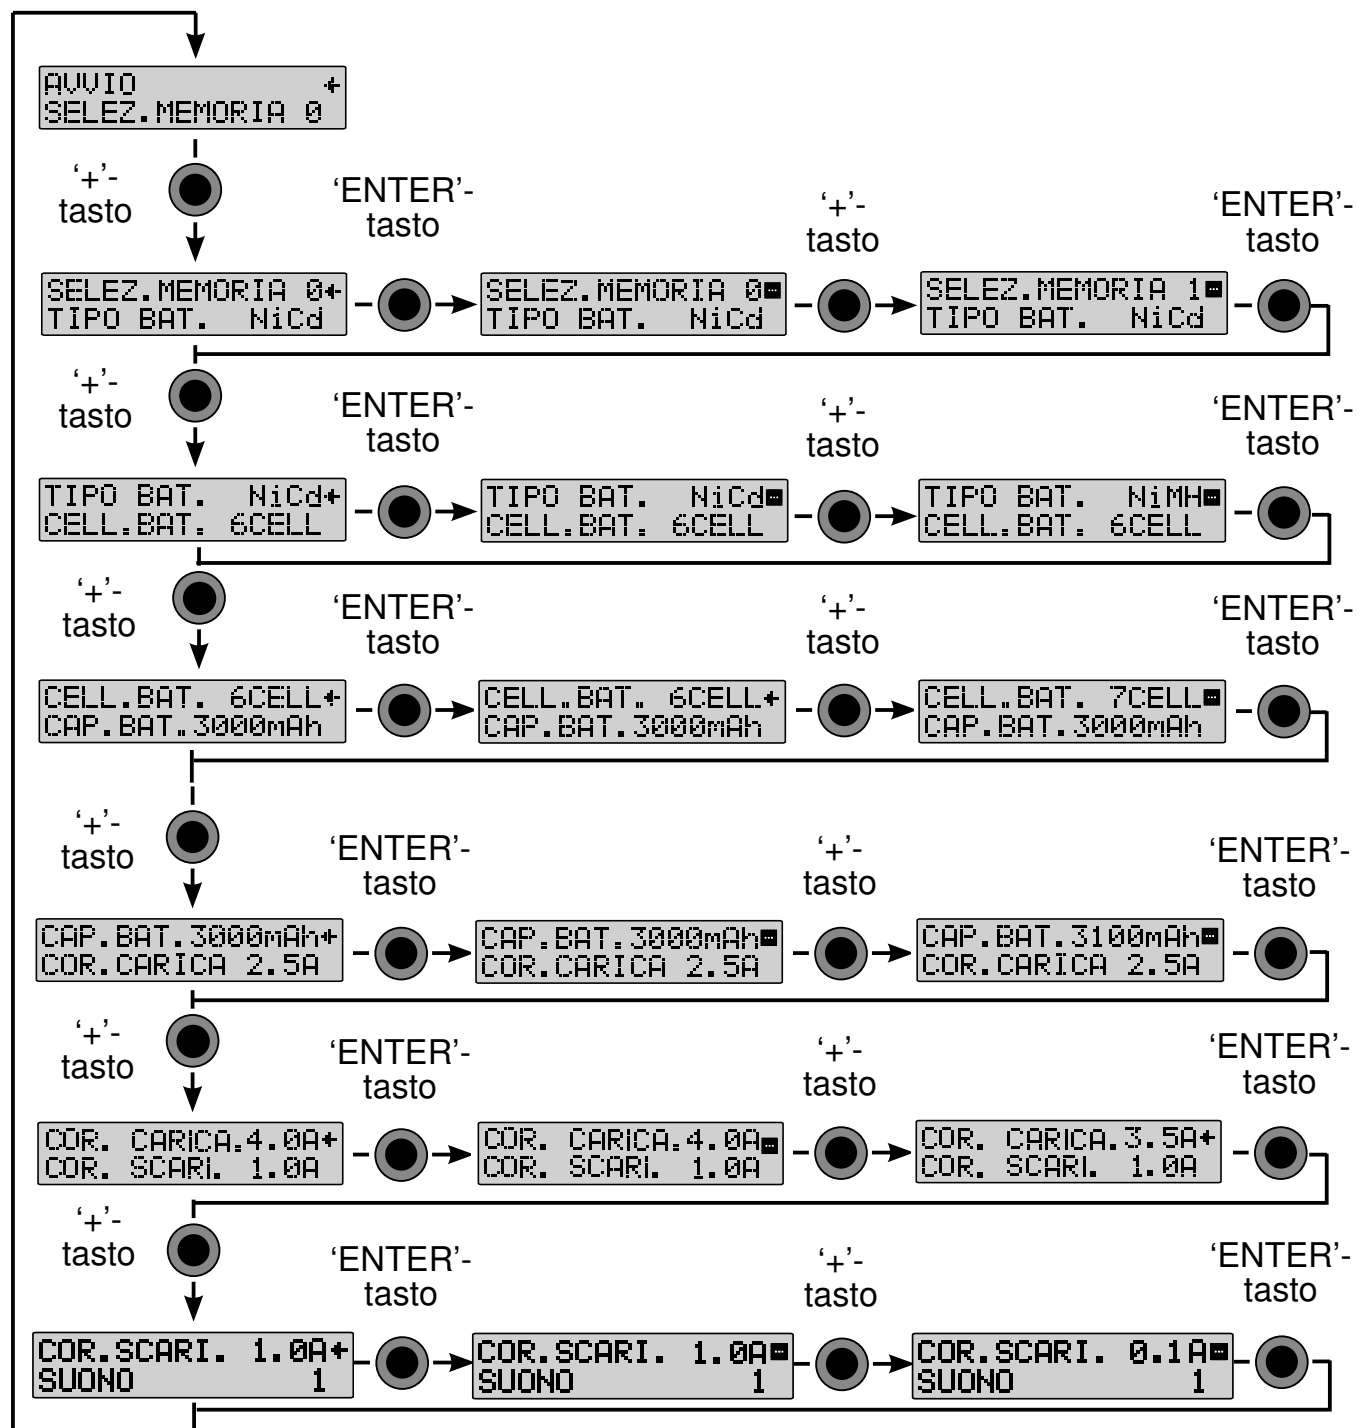 AVVIO
SELEZ.MEMORIA 0
‘+’-
tasto
‘ENTER’-
tasto
‘+’-
tasto
‘ENTER’-
tasto
SELEZ.MEMORIA 0
TIPO BAT. NiCd
SELEZ.MEMORIA 0
TIPO BAT. NiCd
SELEZ.MEMORIA 1
TIPO BAT. NiCd
‘+’-
tasto
‘ENTER’-
tasto
‘+’-
tasto
‘ENTER’-
tasto
TIPO BAT. NiCd
CELL.BAT. 6CELL
TIPO BAT. NiCd
CELL.BAT. 6CELL
TIPO BAT. NiMH
CELL.BAT. 6CELL
‘+’-
tasto
‘ENTER’-
tasto
‘+’-
tasto
‘ENTER’-
tasto
CELL.BAT. 6CELL
CAP.BAT.3000mAh
CELL.BAT. 6CELL
CAP.BAT.3000mAh
CELL.BAT. 7CELL
CAP.BAT.3000mAh
‘+’-
tasto
‘ENTER’-
tasto
‘+’-
tasto
‘ENTER’-
tasto
CAP.BAT.3000mAh
COR.CARICA 2.5A
CAP.BAT.3000mAh
COR.CARICA 2.5A
CAP.BAT.3100mAh
COR.CARICA 2.5A
‘+’-
tasto
‘ENTER’-
tasto
‘+’-
tasto
‘ENTER’-
tasto
COR. CARICA.4.0A
COR. SCARI. 1.0A
COR. CARICA.4.0A
COR. SCARI. 1.0A
COR. CARICA.3.5A
COR. SCARI. 1.0A
‘+’-
tasto
‘ENTER’-
tasto
‘+’-
tasto
‘ENTER’-
tasto
COR.SCARI. 1.0A
SUONO 1
COR.SCARI. 1.0A
SUONO 1
COR.SCARI. 0.1A
SUONO 1